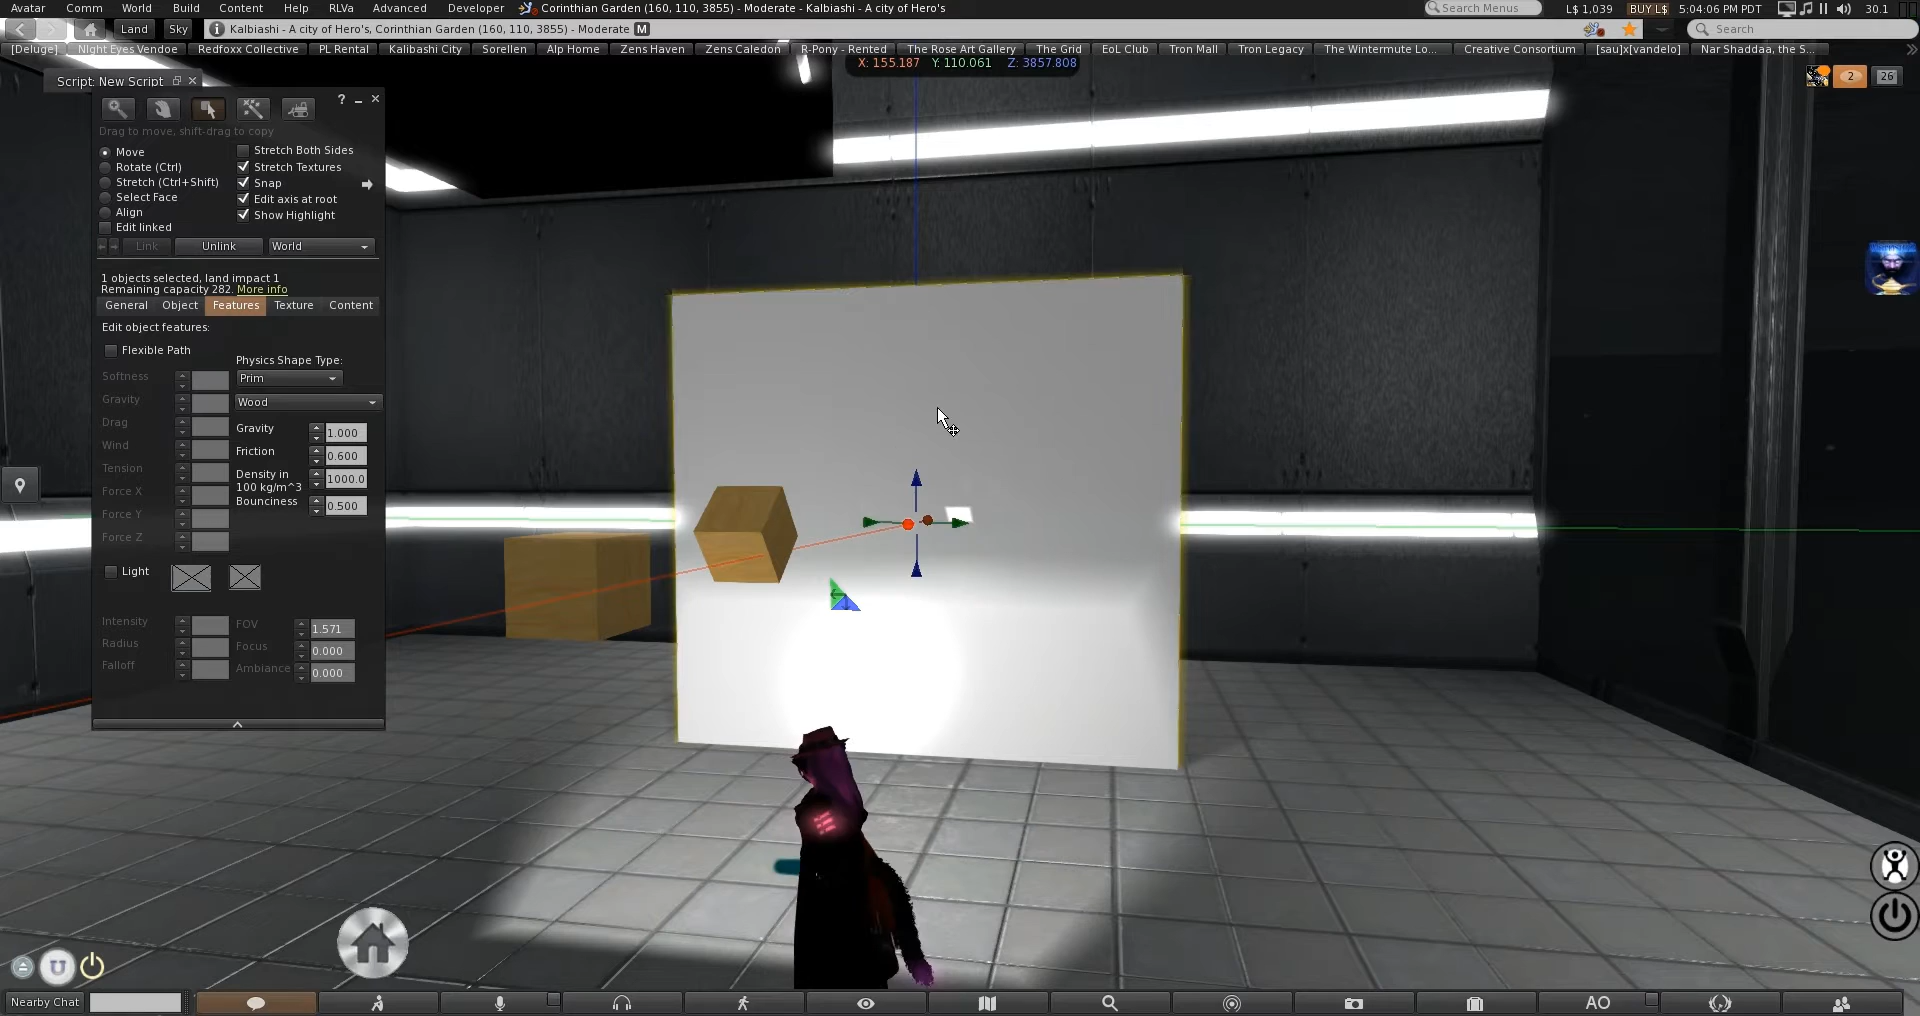 Avatar Comm World Build Content Help RLVa Advanced Developer Corinthian Garden (160, 110, 3855) - Moderate - Kalbiashi - A city of Hero's Search Menus L$ 1,039 BUY L$ 5:04:06 PM PDT 30.1
Land Sky Kalbiashi - A city of Hero's, Corinthian Garden (160, 110, 3855) - Moderate M Search
[Deluge] Night Eyes Vendoe Redfoxx Collective PL Rental Kalibashi City Sorellen Alp Home Zens Haven Zens Caledon R-Pony - Rented The Rose Art Gallery The Grid EoL Club Tron Mall Tron Legacy The Wintermute Lo... Creative Consortium [sau]x[vandelo] Nar Shaddaa, the S...
X: 155.187 Y: 110.061 Z: 3857.808
2 26
Script: New Script
?
Drag to move, shift-drag to copy
Move Stretch Both Sides
Rotate (Ctrl) Stretch Textures
Stretch (Ctrl+Shift) Snap
Select Face Edit axis at root
Align Show Highlight
Edit linked
Link Unlink World
1 objects selected, land impact 1
Remaining capacity 282. More info
General Object Features Texture Content
Edit object features:
Flexible Path
Physics Shape Type:
Softness Prim
Gravity Wood
Drag Gravity 1.000
Wind Friction 0.600
Tension Density in 100 kg/m^3 1000.0
Force X Bounciness 0.500
Force Y
Force Z
Light
Intensity FOV 1.571
Radius Focus 0.000
Falloff Ambiance 0.000
U
Nearby Chat AO